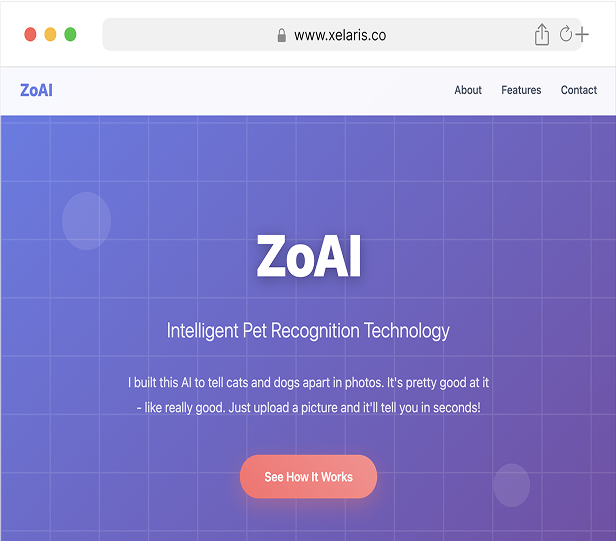 www.xelaris.co
ZoAI
About Features Contact
ZoAI
Intelligent Pet Recognition Technology
I built this AI to tell cats and dogs apart in photos. It's pretty good at it
- like really good. Just upload a picture and it'll tell you in seconds!
See How It Works